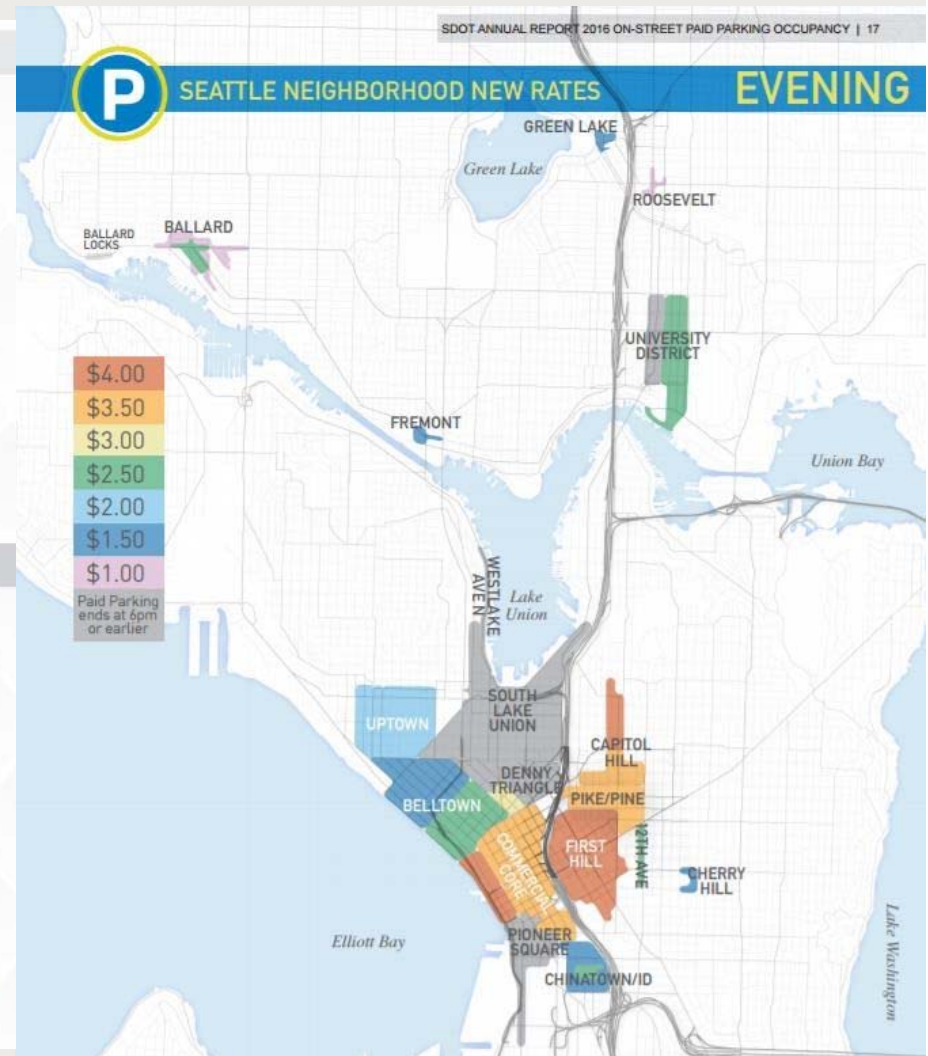 SDOT ANNUAL REPORT 2016 ON-STREET PAID PARKING OCCUPANCY | 17
P
SEATTLE NEIGHBORHOOD NEW RATES
EVENING
GREEN LAKE
Green Lake
ROOSEVELT
BALLARD
LOCKS
BALLARD
UNIVERSITY
DISTRICT
$4.00
$3.50
$3.00
$2.50
$2.00
$1.50
$1.00
Paid Parking
ends at 6pm
or earlier
FREMONT
Union Bay
WESTLAKE
AVE N
Lake
Union
SOUTH
LAKE
UNION
UPTOWN
CAPITOL
HILL
DENNY
TRIANGLE
PIKE/PINE
BELLTOWN
COMMERCIAL
CORE
FIRST
HILL
12TH AVE
CHERRY
HILL
Elliott Bay
PIONEER
SQUARE
CHINATOWN/ID
Lake Washington